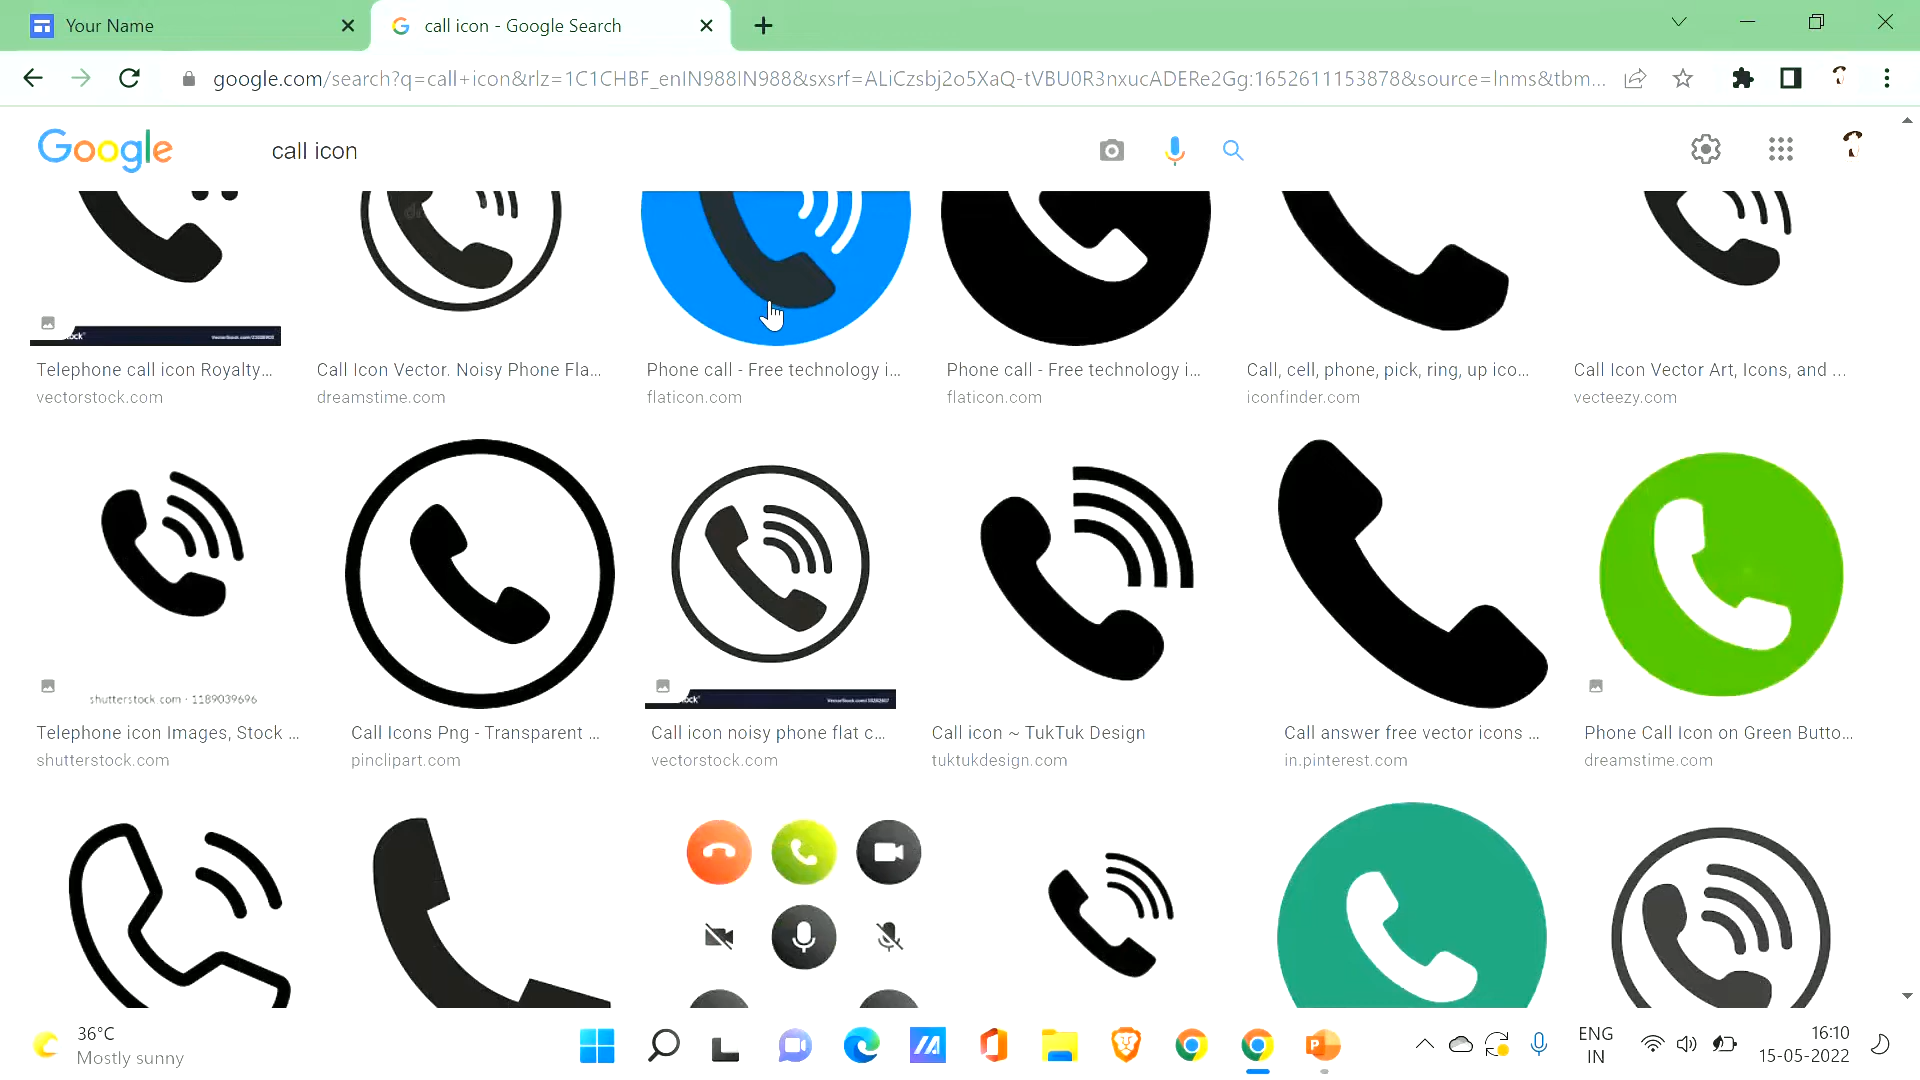 Your Name
call icon - Google Search
google.com/search?q=call+icon&rlz=1C1CHBF_enIN988IN988&sxsrf=ALiCzsbj2o5XaQ-tVBU0R3nxucADERe2Gg:1652611153878&source=lnms&tbm...
Google
call icon
Telephone call icon Royalty...
vectorstock.com
Call Icon Vector. Noisy Phone Fla...
dreamstime.com
Phone call - Free technology i...
flaticon.com
Phone call - Free technology i...
flaticon.com
Call, cell, phone, pick, ring, up ico...
iconfinder.com
Call Icon Vector Art, Icons, and ...
vecteezy.com
shutterstock.com · 1189039696
Telephone icon Images, Stock ...
shutterstock.com
Call Icons Png - Transparent ...
pinclipart.com
Call icon noisy phone flat c...
vectorstock.com
Call icon ~ TukTuk Design
tuktukdesign.com
Call answer free vector icons ...
in.pinterest.com
Phone Call Icon on Green Butto...
dreamstime.com
36°C
Mostly sunny
ENG
IN
16:10
15-05-2022